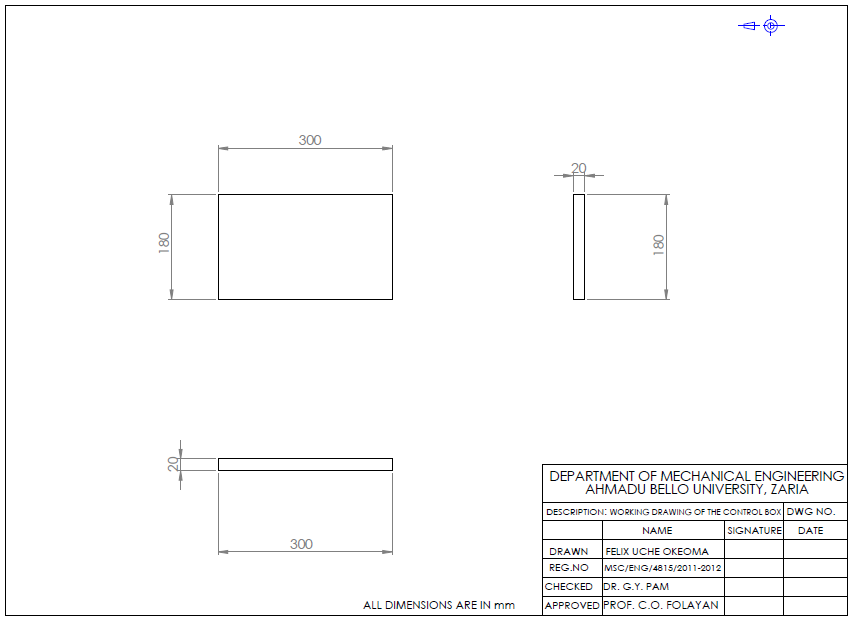 300
20
180
180
20
300
ALL DIMENSIONS ARE IN mm
DEPARTMENT OF MECHANICAL ENGINEERING
AHMADU BELLO UNIVERSITY, ZARIA
DESCRIPTION: WORKING DRAWING OF THE CONTROL BOX DWG NO.
NAME SIGNATURE DATE
DRAWN FELIX UCHE OKEOMA
REG.NO MSC/ENG/4815/2011-2012
CHECKED DR. G.Y. PAM
APPROVED PROF. C.O. FOLAYAN